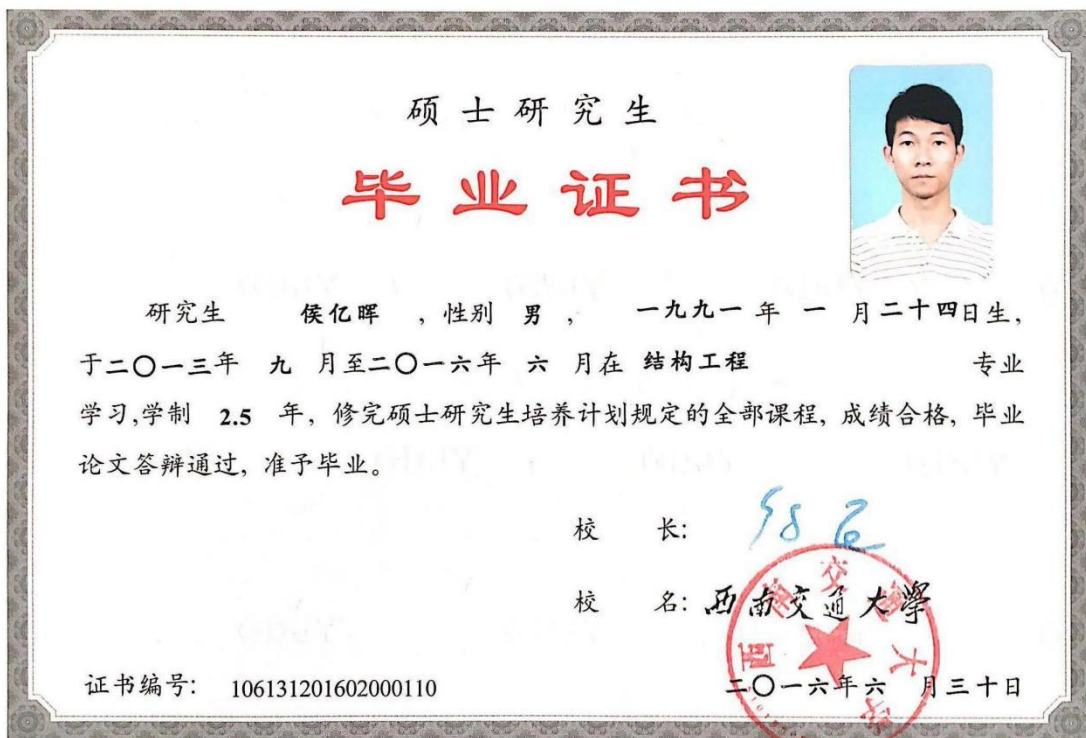 硕士研究生
毕业证书
研究生 侯亿晖 , 性别 男 , 一九九一 年 一 月 二十四日生,
于二〇一三年 九 月至二〇一六年 六 月在 结构工程 专业
学习,学制 2.5 年, 修完硕士研究生培养计划规定的全部课程, 成绩合格, 毕业
论文答辩通过, 准予毕业。
校 长:
校 名: 西南交通大學
西南交通大学
证书编号: 106131201602000110
二〇一六年六 月三十日